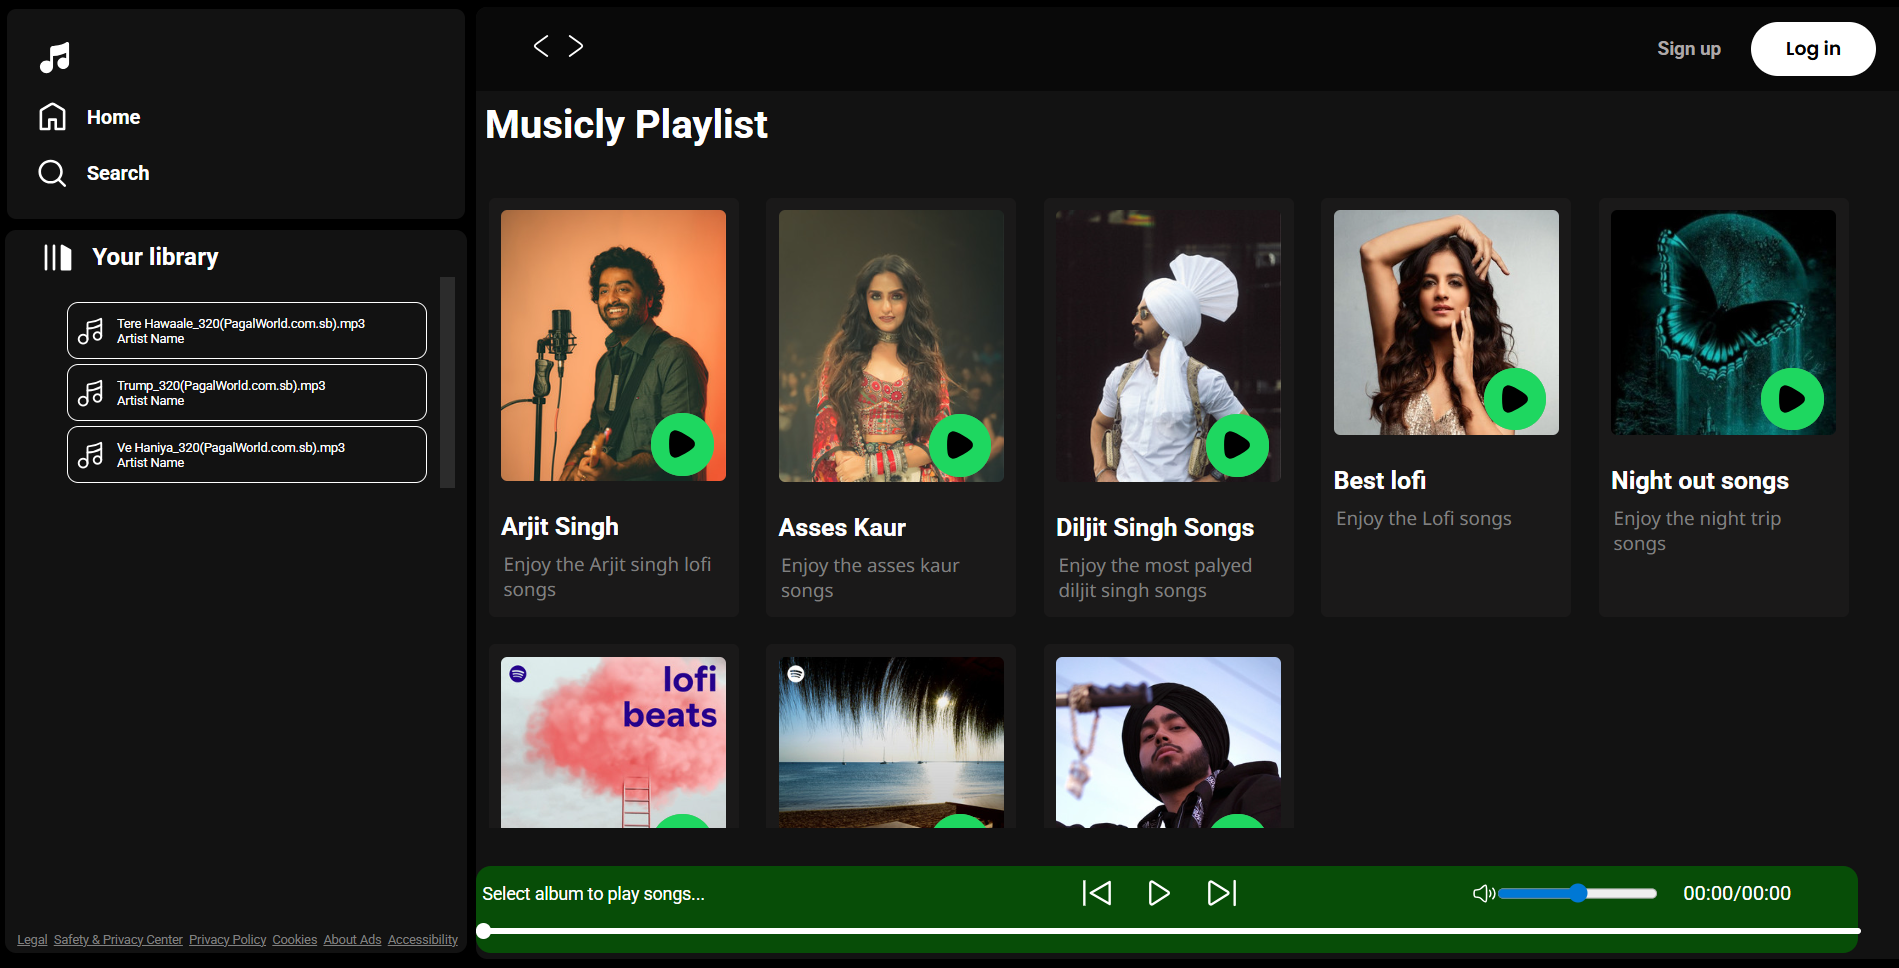 Home
Search
Your library
Tere Hawaale_320(PagalWorld.com.sb).mp3
Artist Name
Trump_320(PagalWorld.com.sb).mp3
Artist Name
Ve Haniya_320(PagalWorld.com.sb).mp3
Artist Name
Legal Safety & Privacy Center Privacy Policy Cookies About Ads Accessibility
Sign up
Log in
Musicly Playlist
Arjit Singh
Enjoy the Arjit singh lofi
songs
Asses Kaur
Enjoy the asses kaur
songs
Diljit Singh Songs
Enjoy the most palyed
diljit singh songs
Best lofi
Enjoy the Lofi songs
Night out songs
Enjoy the night trip
songs
lofi
beats
Select album to play songs...
00:00/00:00